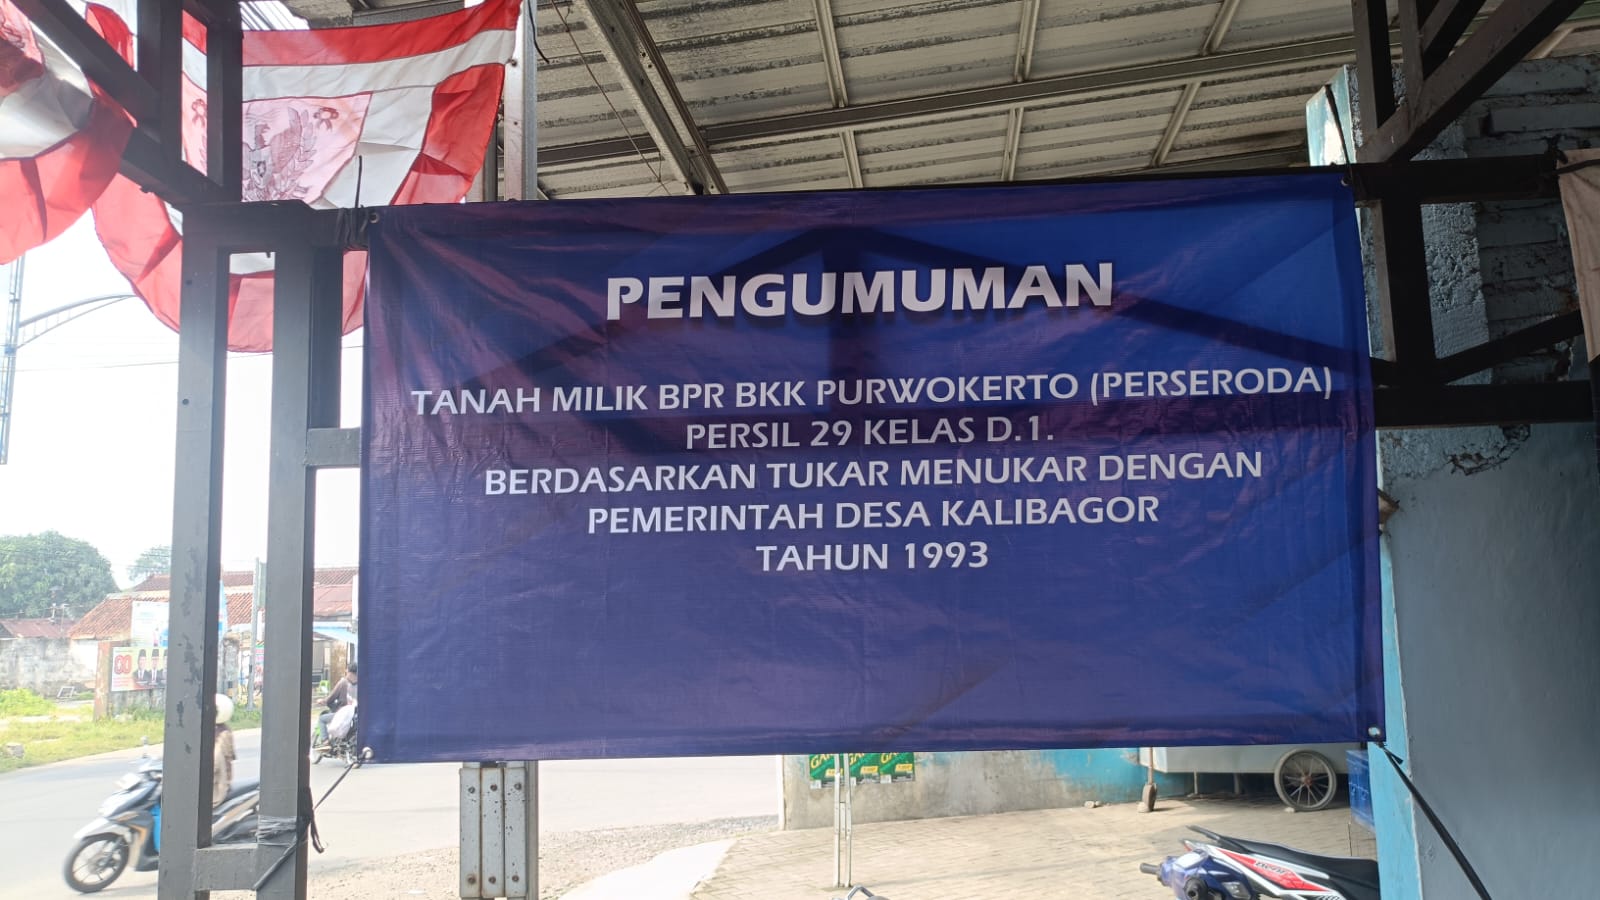 PENGUMUMAN
TANAH MILIK BPR BKK PURWOKERTO (PERSERODA)
PERSIL 29 KELAS D.1.
BERDASARKAN TUKAR MENUKAR DENGAN
PEMERINTAH DESA KALIBAGOR
TAHUN 1993